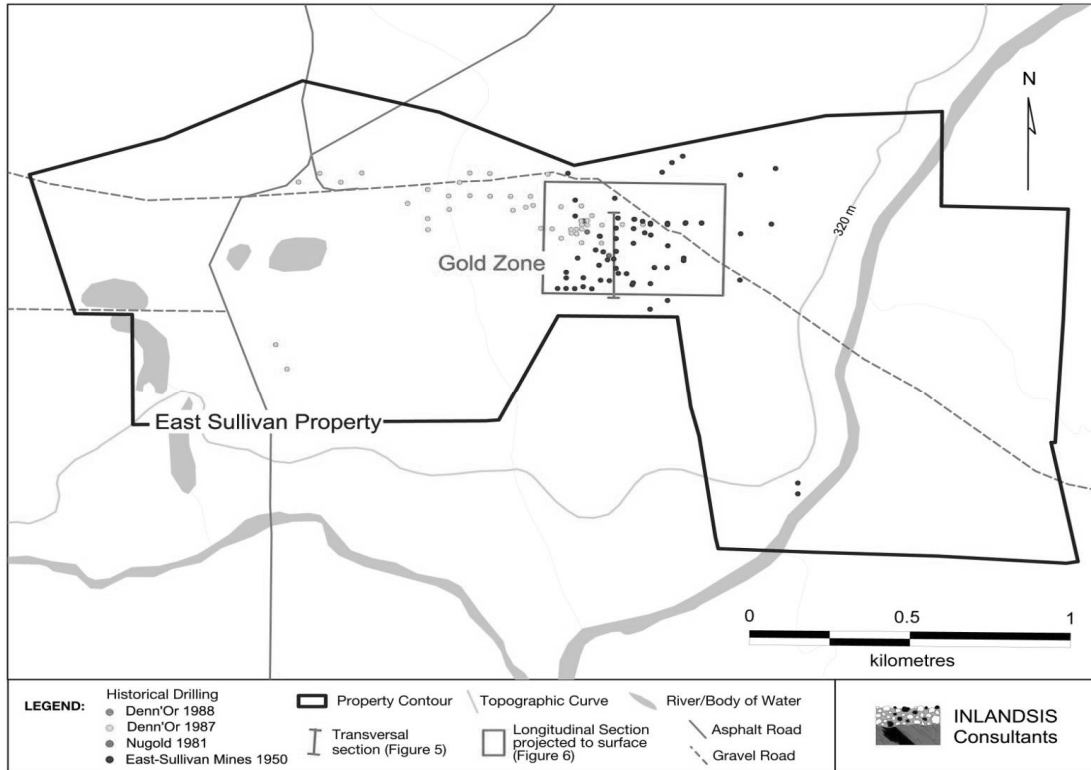 N
320 m
Gold Zone
East Sullivan Property
0 0.5 1
kilometres
LEGEND:
Historical Drilling
Denn'Or 1988
Denn'Or 1987
Nugold 1981
East-Sullivan Mines 1950
Property Contour
Transversal
section (Figure 5)
Topographic Curve
Longitudinal Section
projected to surface
(Figure 6)
River/Body of Water
Asphalt Road
Gravel Road
INLANDSIS
Consultants